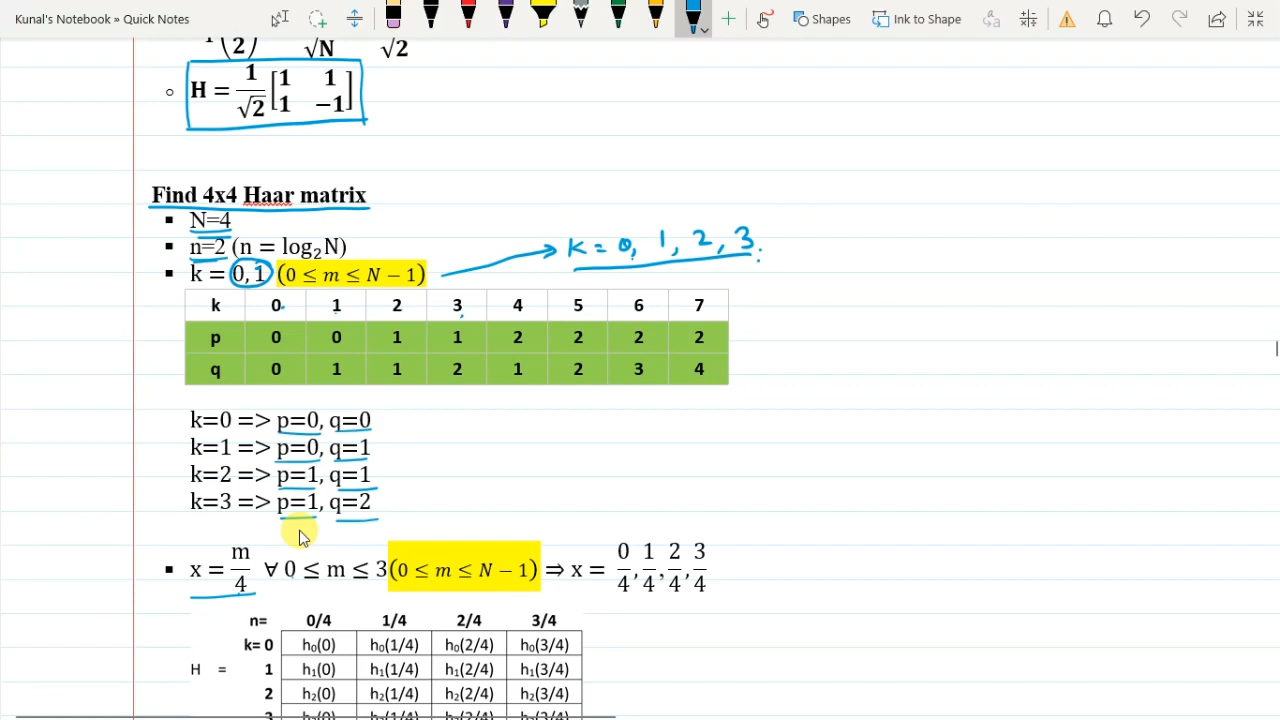 Kunal's Notebook » Quick Notes
Shapes
Ink to Shape
2) √N √2
H = 1/√2 [1 1
1 −1]
Find 4x4 Haar matrix
▪ N=4
▪ n=2 (n = log₂N)
k = 0, 1, 2, 3.
▪ k = 0,1 (0 ≤ m ≤ N − 1)
k 0 1 2 3 4 5 6 7
p 0 0 1 1 2 2 2 2
q 0 1 1 2 1 2 3 4
k=0 => p=0, q=0
k=1 => p=0, q=1
k=2 => p=1, q=1
k=3 => p=1, q=2
▪ x = m/4 ∀ 0 ≤ m ≤ 3(0 ≤ m ≤ N − 1) ⇒ x = 0/4, 1/4, 2/4, 3/4
n= 0/4 1/4 2/4 3/4
k= 0 h₀(0) h₀(1/4) h₀(2/4) h₀(3/4)
H = 1 h₁(0) h₁(1/4) h₁(2/4) h₁(3/4)
2 h₂(0) h₂(1/4) h₂(2/4) h₂(3/4)